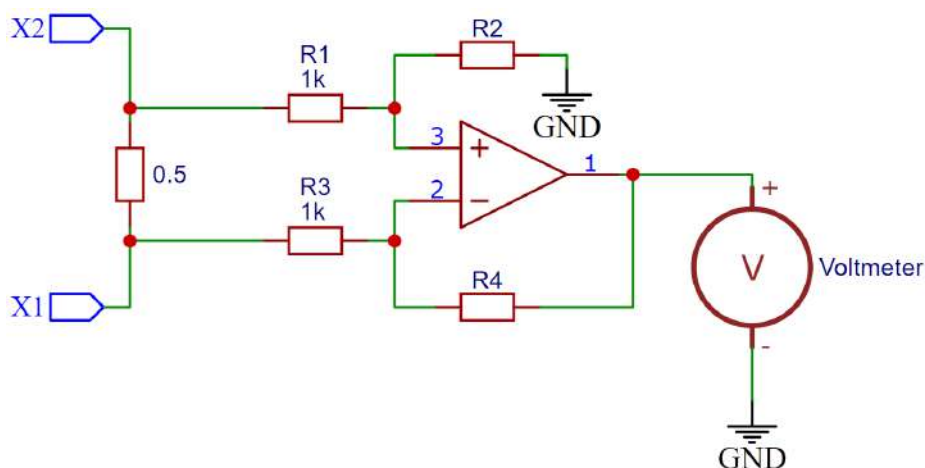 X2
R1
1k
R2
GND
3
+
1
0.5
R3
1k
2
−
+
V
Voltmeter
R4
X1
-
GND